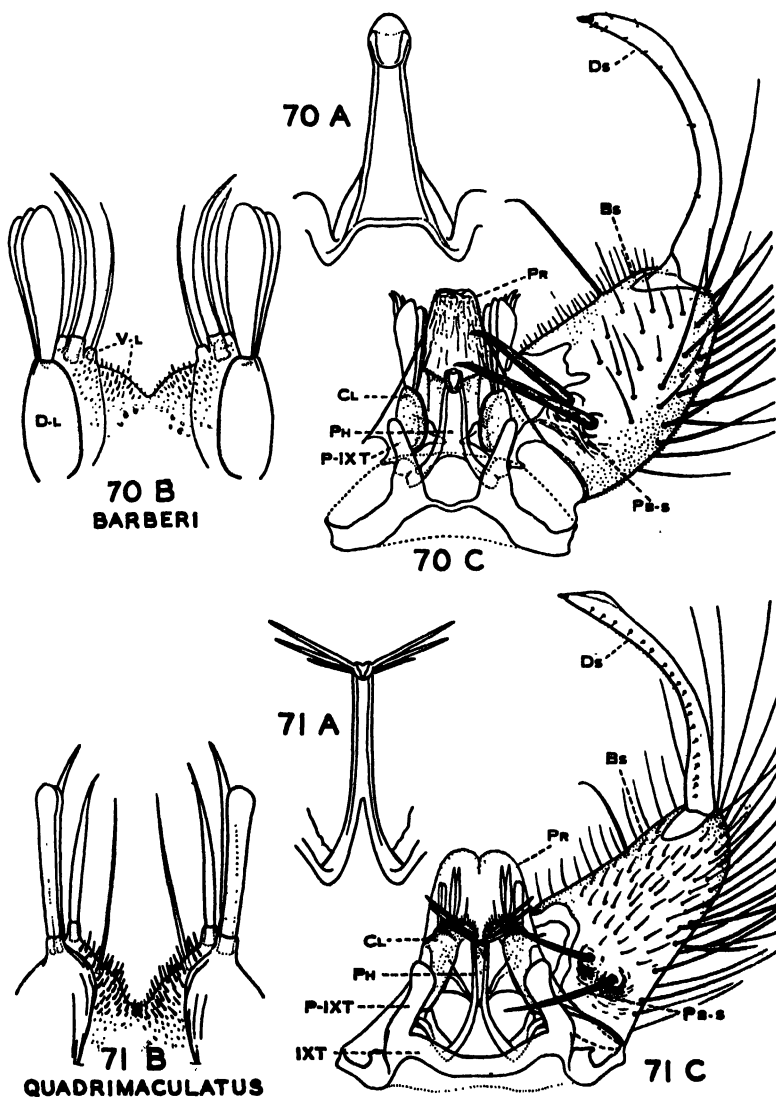 70 A
Ds
Bs
Pr
V-L
D-L
Cl
Ph
P-IXT
Pb-s
70 B
BARBERI
70 C
71 A
Ds
Bs
Pr
Cl
Ph
P-IXT
IXT
Pb-s
71 B
QUADRIMACULATUS
71 C